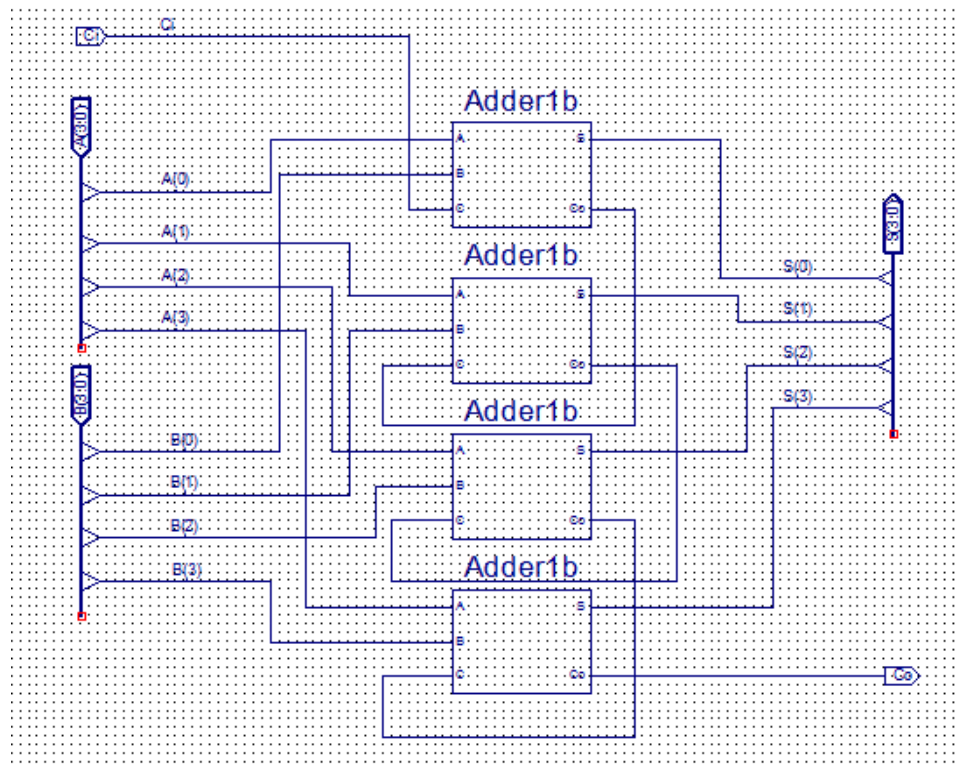 Ci
Ci
A(3:0)
A(0)
A(1)
A(2)
A(3)
B(3:0)
B(0)
B(1)
B(2)
B(3)
Adder1b
A
S
B
C
Co
Adder1b
A
S
B
C
Co
Adder1b
A
S
B
C
Co
Adder1b
A
S
B
C
Co
S(3:0)
S(0)
S(1)
S(2)
S(3)
Co